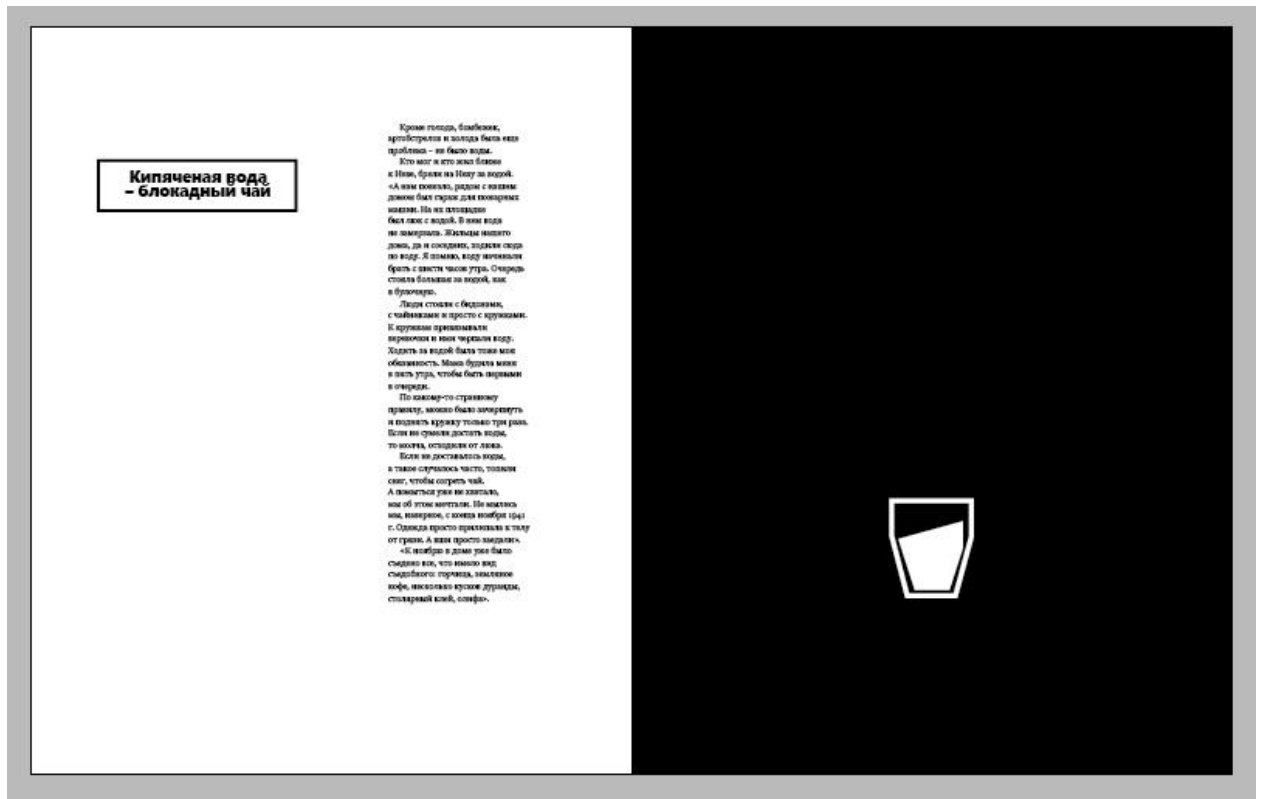 Кипяченая вода
– блокадный чай
Кроме голода, бомбежек,
артобстрелов и холода была еще
проблема – не было воды.
Кто мог и кто жил ближе
к Неве, брели на Неву за водой.
«А нам повезло, рядом с нашим
домом был гараж для пожарных
машин. На их площадке
был люк с водой. В нем вода
не замерзала. Жильцы нашего
дома, да и соседних, ходили сюда
по воду. Я помню, воду начинали
брать с шести часов утра. Очередь
стояла большая за водой, как
в булочную.
Люди стояли с бидонами,
с чайниками и просто с кружками.
К кружкам привязывали
веревочки и ими черпали воду.
Ходить за водой была тоже моя
обязанность. Мама будила меня
в пять утра, чтобы быть первыми
в очереди.
По какому-то странному
правилу, можно было зачерпнуть
и поднять кружку только три раза.
Если не сумели достать воды,
то молча, отходили от люка.
Если не доставалось воды,
а такое случалось часто, топили
снег, чтобы согреть чай.
А помыться уже не хватало,
мы об этом мечтали. Не мылись
мы, наверное, с конца ноября 1941
г. Одежда просто прилипала к телу
от грязи. А вши просто заедали».
«К ноябрю в доме уже было
съедено все, что имело вид
съедобного: горчица, земляное
кофе, несколько кусков дуранды,
столярный клей, олифа».